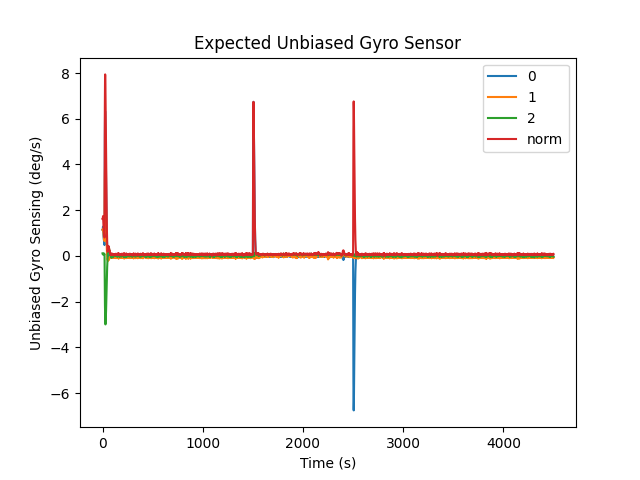 Expected Unbiased Gyro Sensor
Unbiased Gyro Sensing (deg/s)
8
6
4
2
0
−2
−4
−6
0
1
2
norm
0 1000 2000 3000 4000
Time (s)